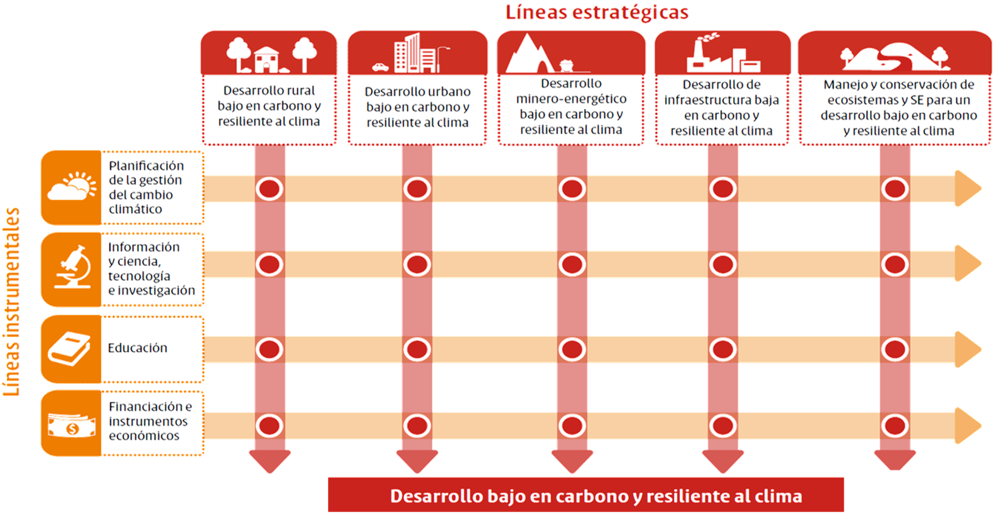 Líneas estratégicas
Desarrollo rural
bajo en carbono y
resiliente al clima
Desarrollo urbano
bajo en carbono y
resiliente al clima
Desarrollo
minero-energético
bajo en carbono y
resiliente al clima
Desarrollo de
infraestructura baja
en carbono y
resiliente al clima
Manejo y conservación de
ecosistemas y SE para un
desarrollo bajo en carbono
y resiliente al clima
Líneas instrumentales
Planificación
de la gestión
del cambio
climático
Información
y ciencia,
tecnología
e investigación
Educación
$
Financiación e
instrumentos
económicos
Desarrollo bajo en carbono y resiliente al clima